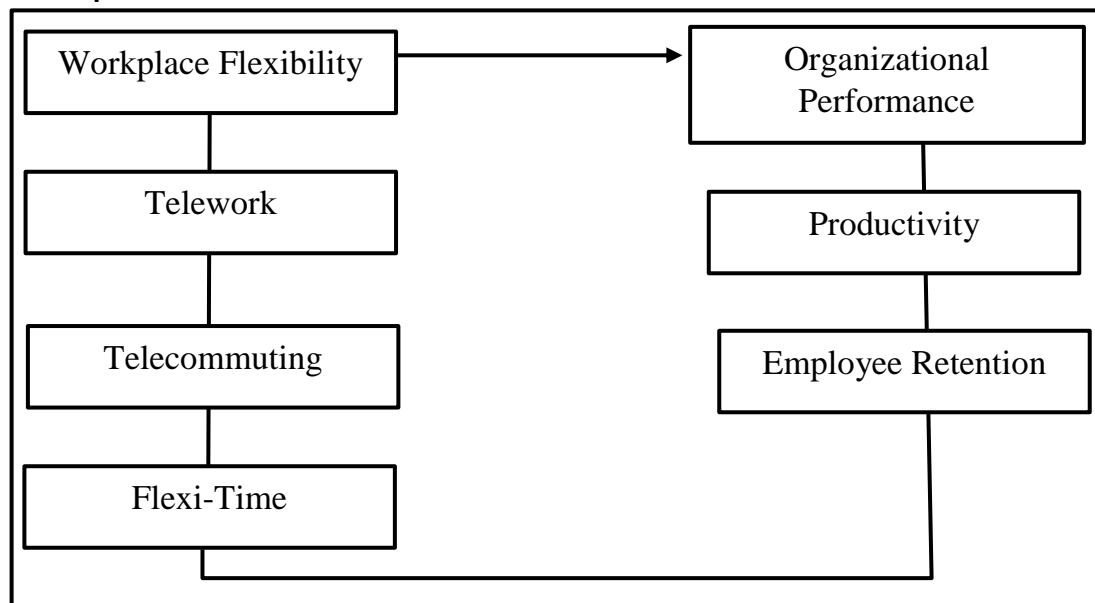 Workplace Flexibility
Organizational
Performance
Telework
Productivity
Telecommuting
Employee Retention
Flexi-Time